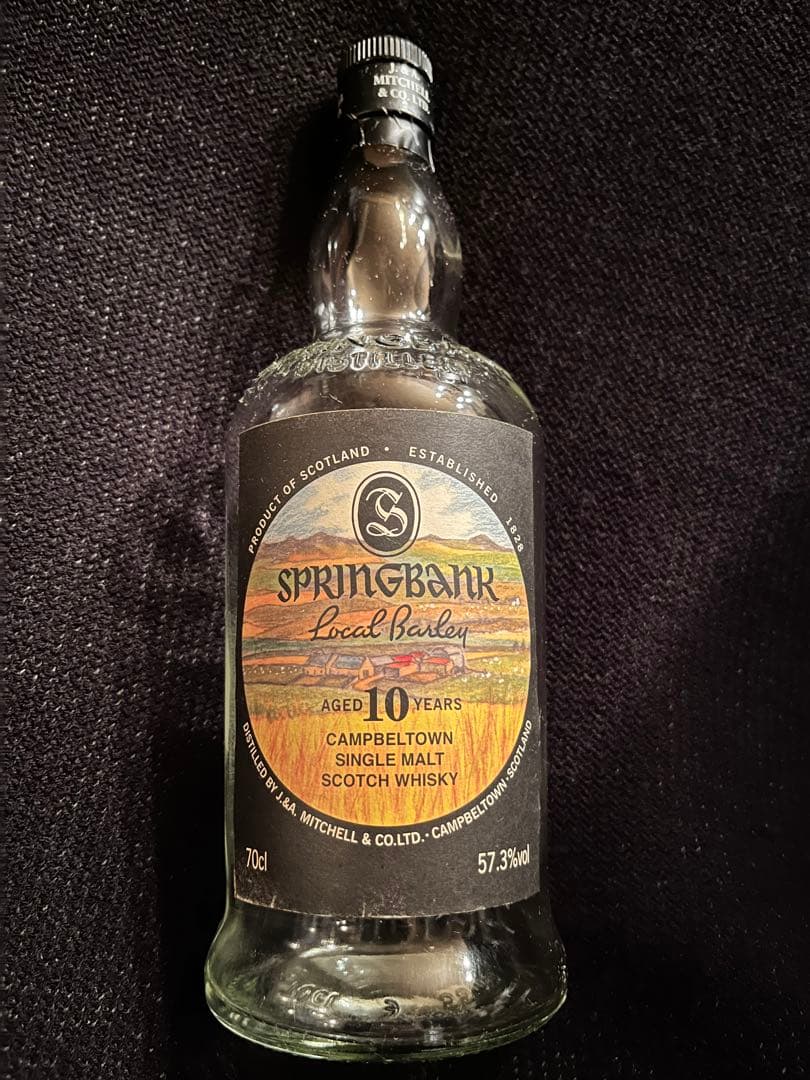 J. & A.
MITCHELL
& CO. LTD.
PRODUCT OF SCOTLAND • ESTABLISHED 1828
S
SPRINGBANK
Local Barley
AGED 10 YEARS
CAMPBELTOWN
SINGLE MALT
SCOTCH WHISKY
DISTILLED BY J.&A. MITCHELL & CO.LTD.·CAMPBELTOWN·SCOTLAND
70cl
57.3%vol